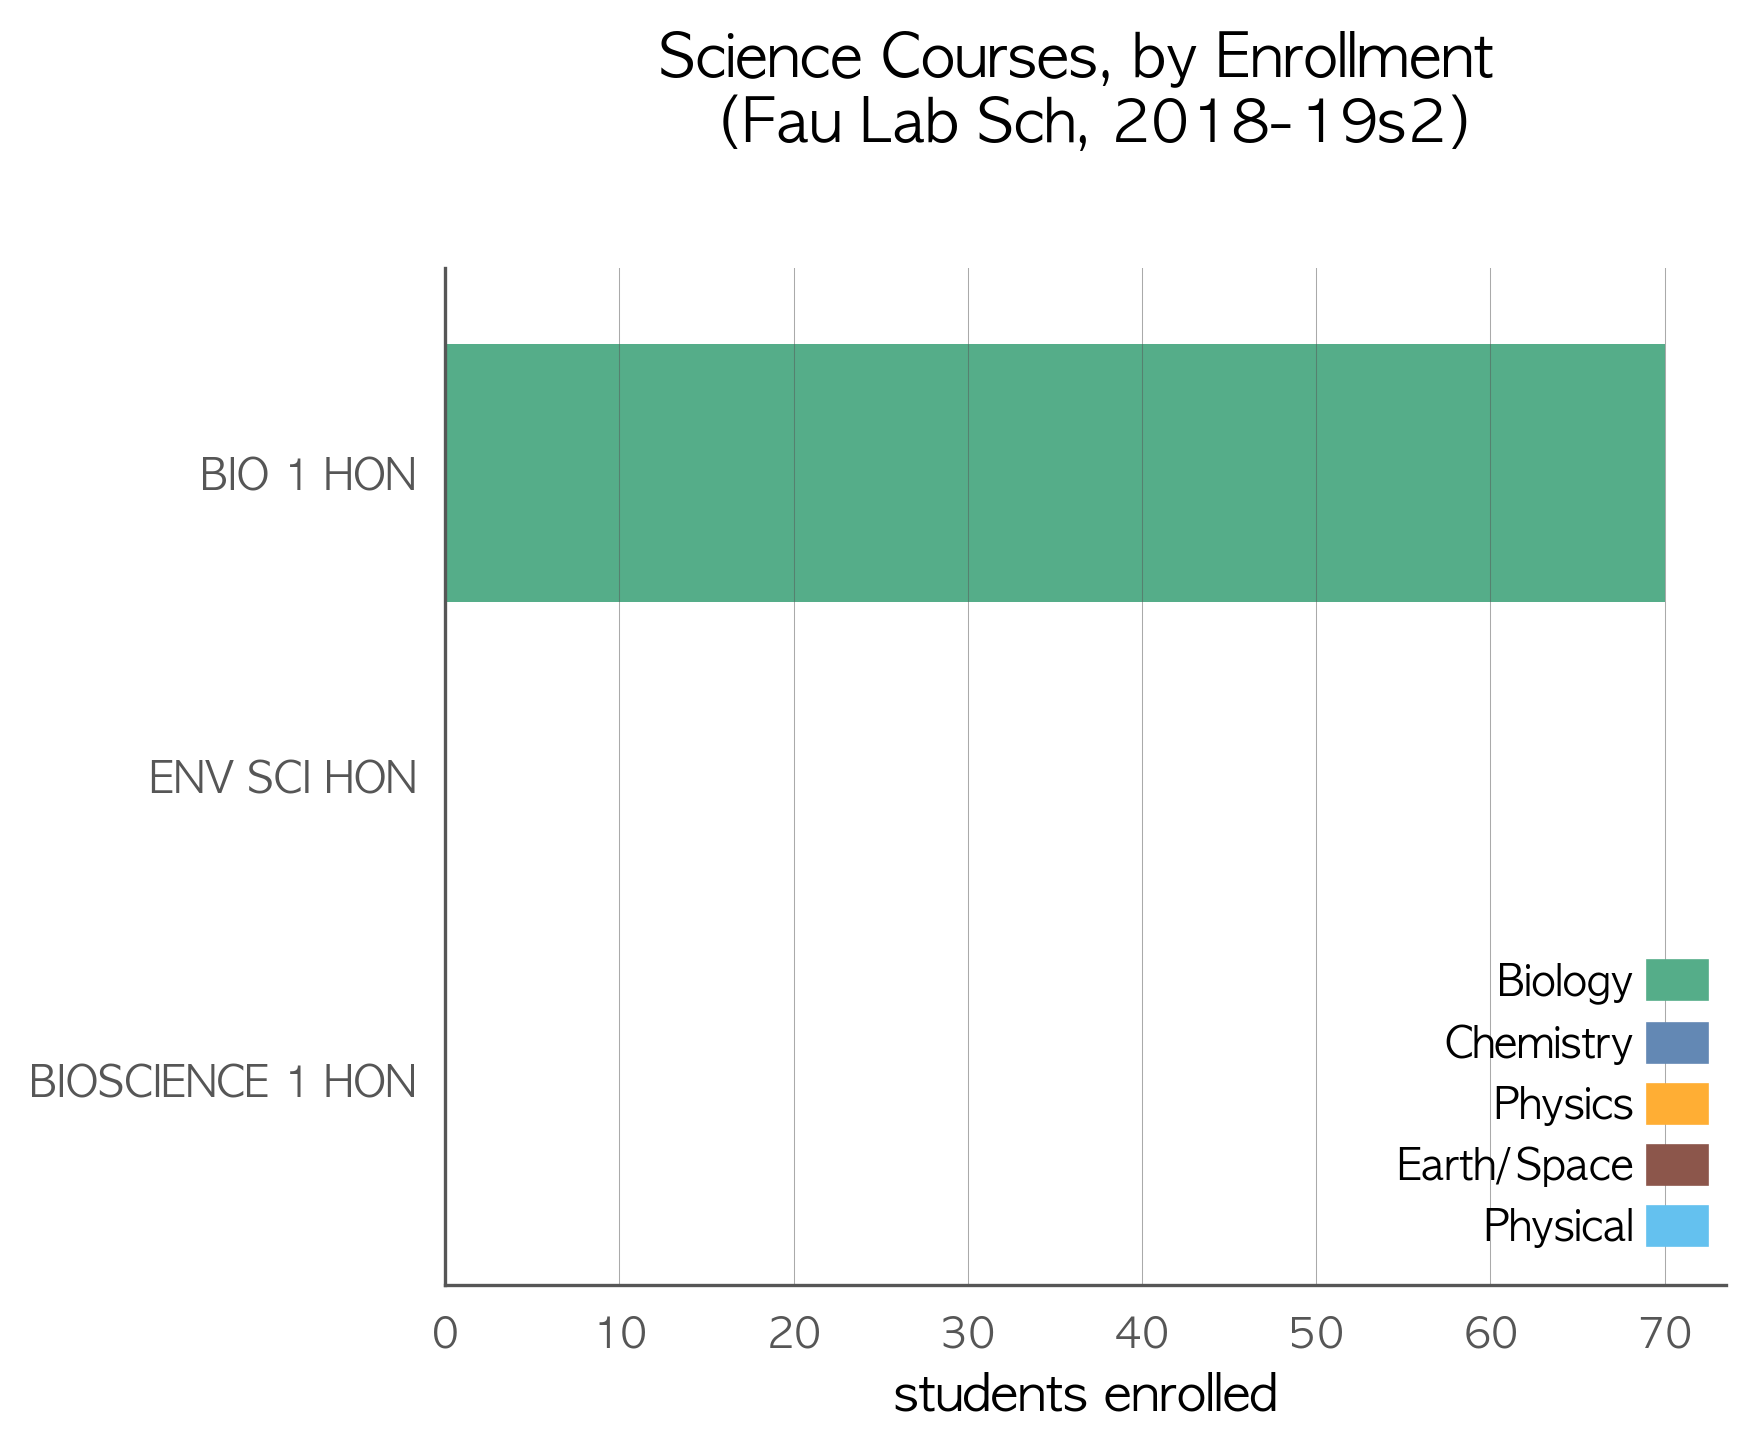 Science Courses, by Enrollment
(Fau Lab Sch, 2018-19s2)
BIO 1 HON
ENV SCI HON
BIOSCIENCE 1 HON
Biology
Chemistry
Physics
Earth/Space
Physical
0 10 20 30 40 50 60 70
students enrolled